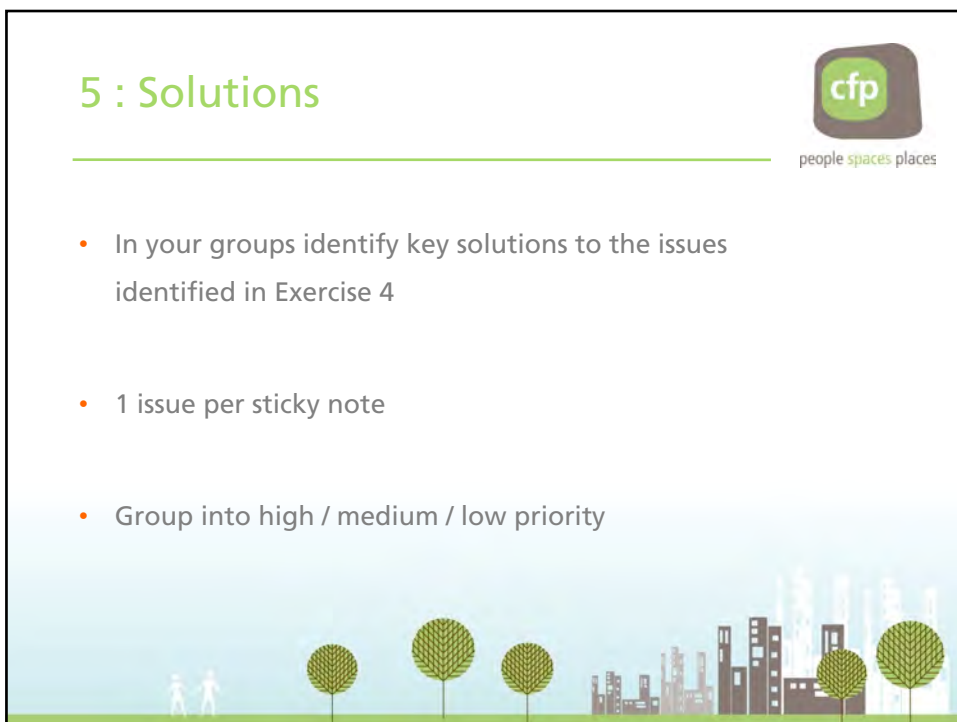 5 : Solutions
cfp
people spaces places
• In your groups identify key solutions to the issues
identified in Exercise 4
• 1 issue per sticky note
• Group into high / medium / low priority